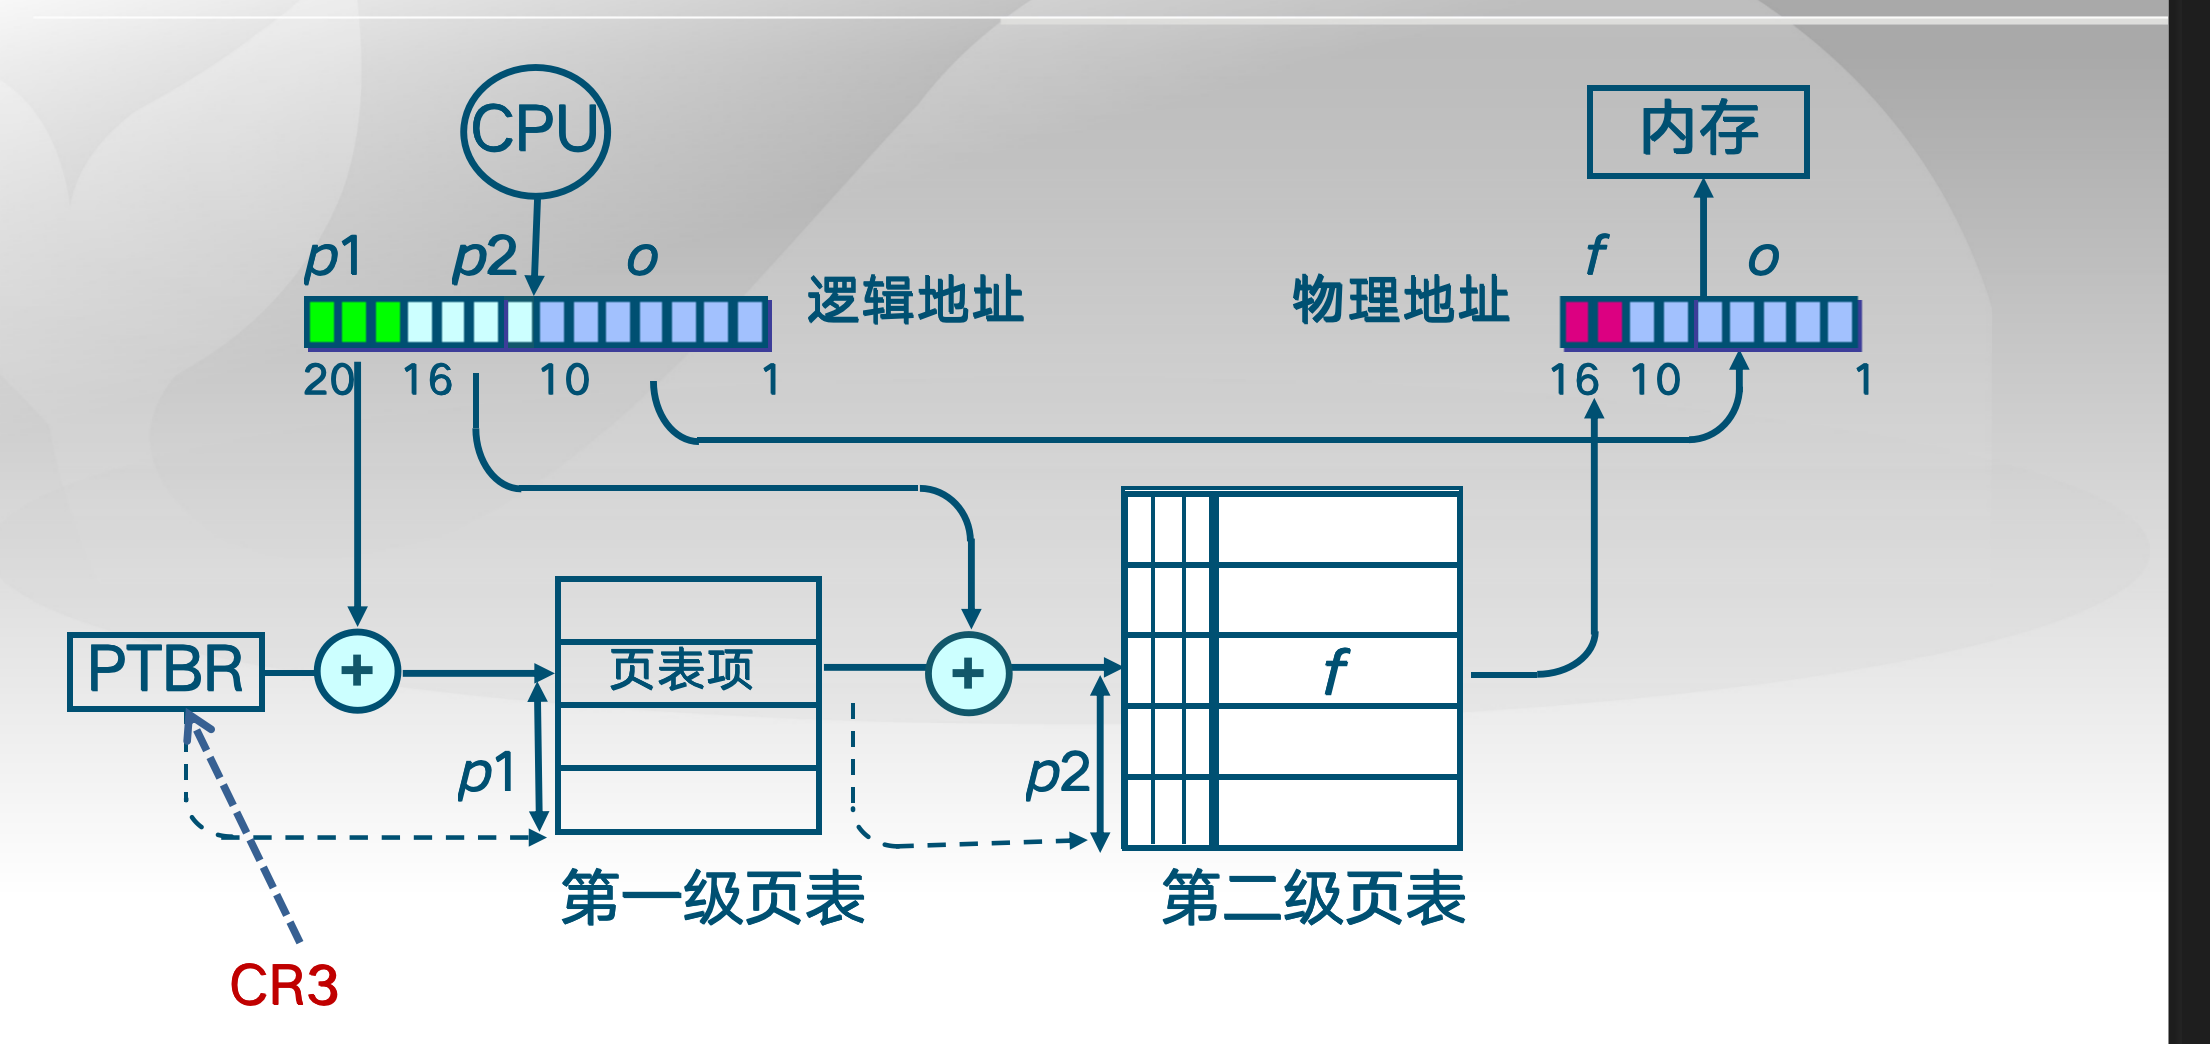 CPU
内存
p1 p2 o
f o
逻辑地址
物理地址
20 16 10 1
16 10 1
PTBR
+
页表项
+
f
p1
p2
第一级页表
第二级页表
CR3